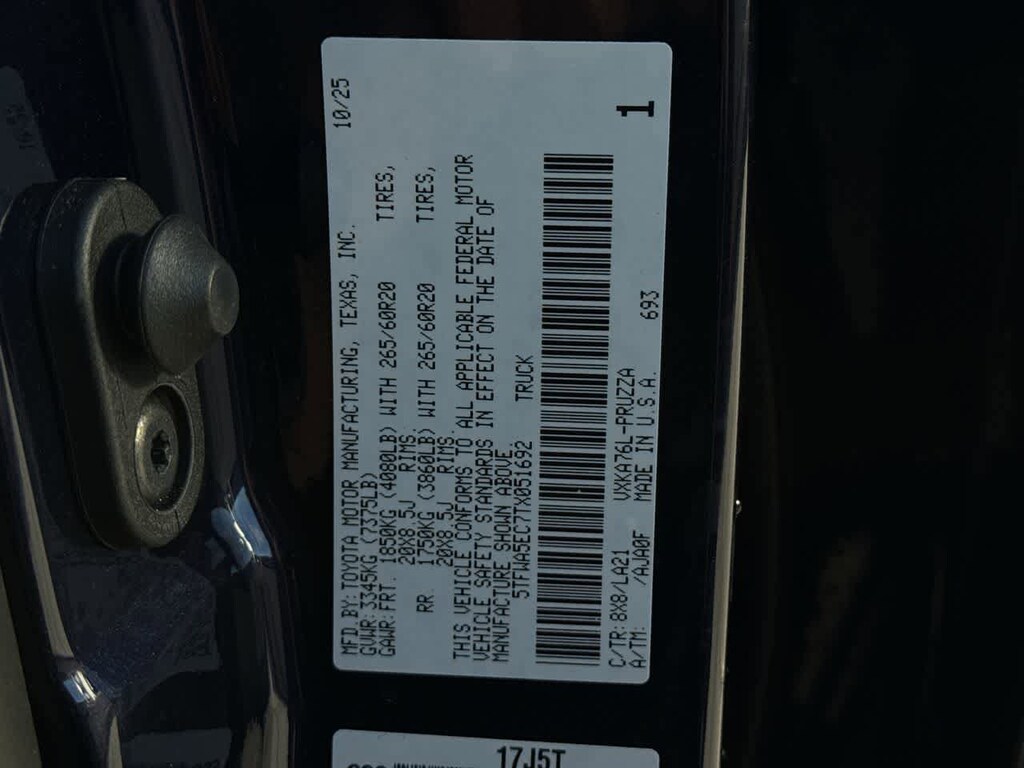 MFD BY: TOYOTA MOTOR MANUFACTURING, TEXAS, INC. 10/25
GVWR: 3345KG (7375LB)
GAWR: FRT. 1850KG (4080LB) WITH 265/60R20 TIRES,
20X8.5J RIMS.
RR. 1750KG (3860LB) WITH 265/60R20 TIRES,
20X8.5J RIMS.
THIS VEHICLE CONFORMS TO ALL APPLICABLE FEDERAL MOTOR
VEHICLE SAFETY STANDARDS IN EFFECT ON THE DATE OF
MANUFACTURE SHOWN ABOVE.
5TFWA5EC7TX051692 TRUCK
C/TR: 8X8/LA21 VXKA76L-PRUZZA 693 1
A/TM: /AJA0F MADE IN U.S.A.
17J5T